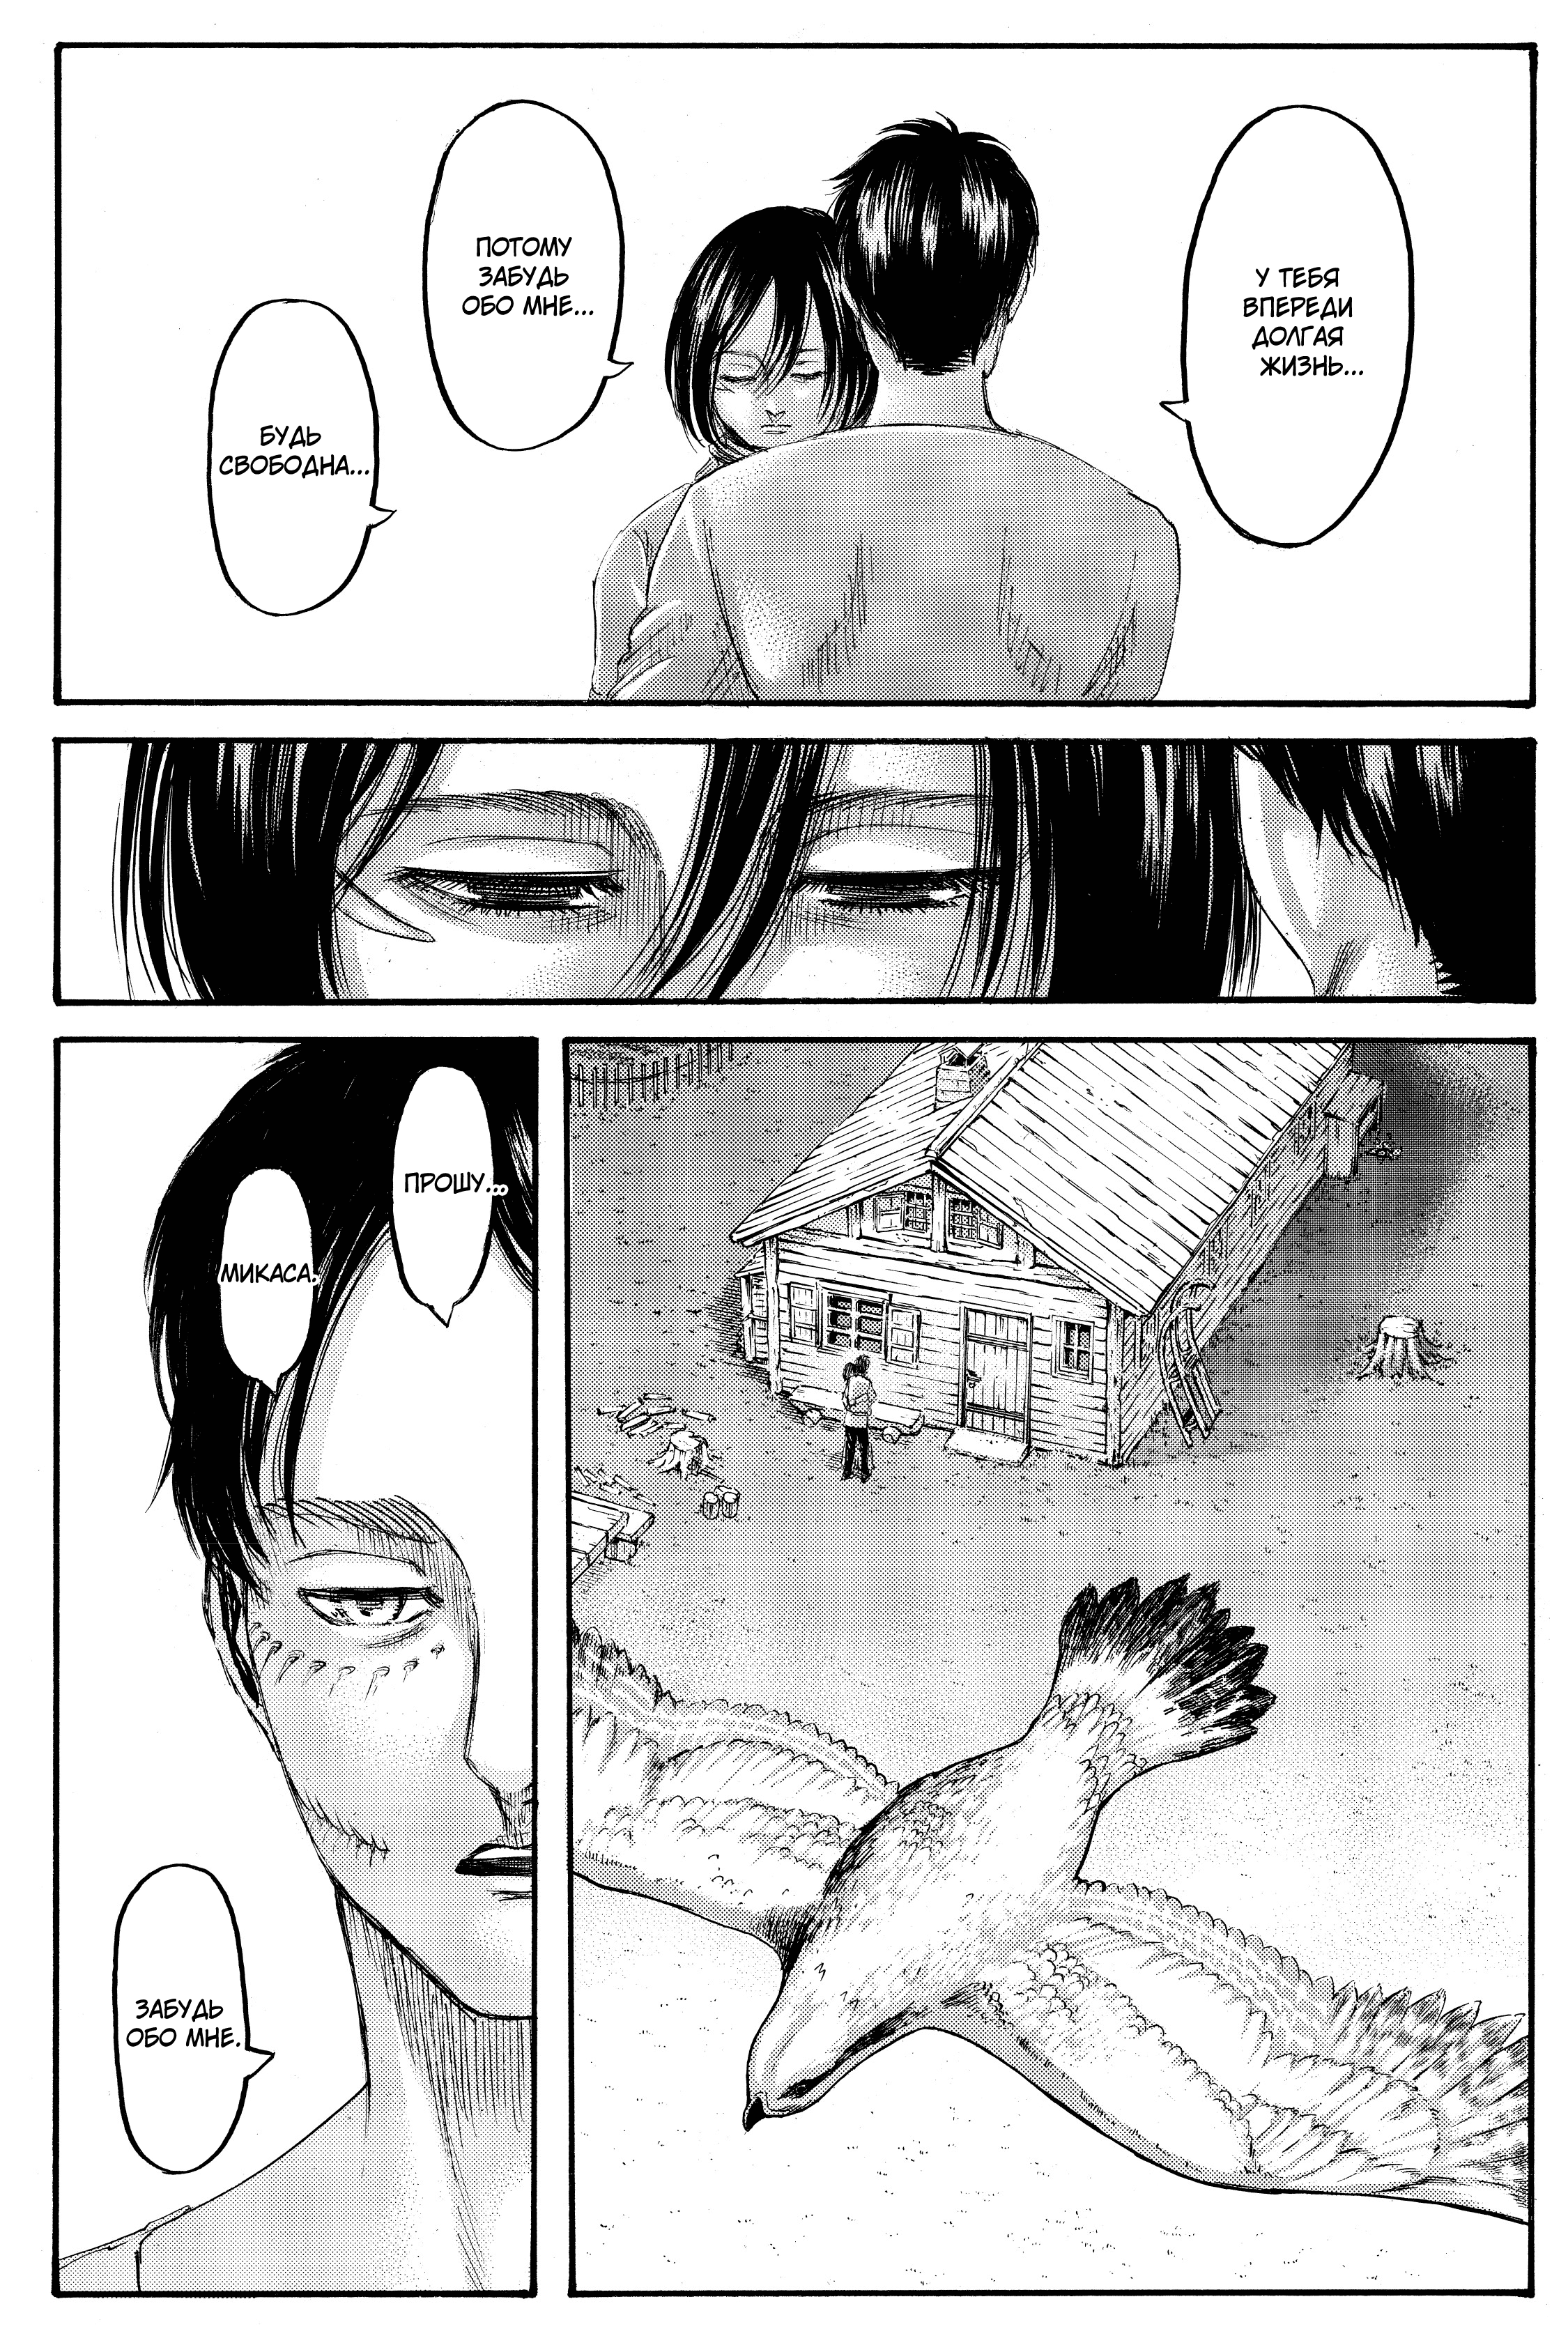 У ТЕБЯ
ВПЕРЕДИ
ДОЛГАЯ
ЖИЗНЬ...
ПОТОМУ
ЗАБУДЬ
ОБО МНЕ...
БУДЬ
СВОБОДНА...
ПРОШУ...
МИКАСА.
ЗАБУДЬ
ОБО МНЕ.